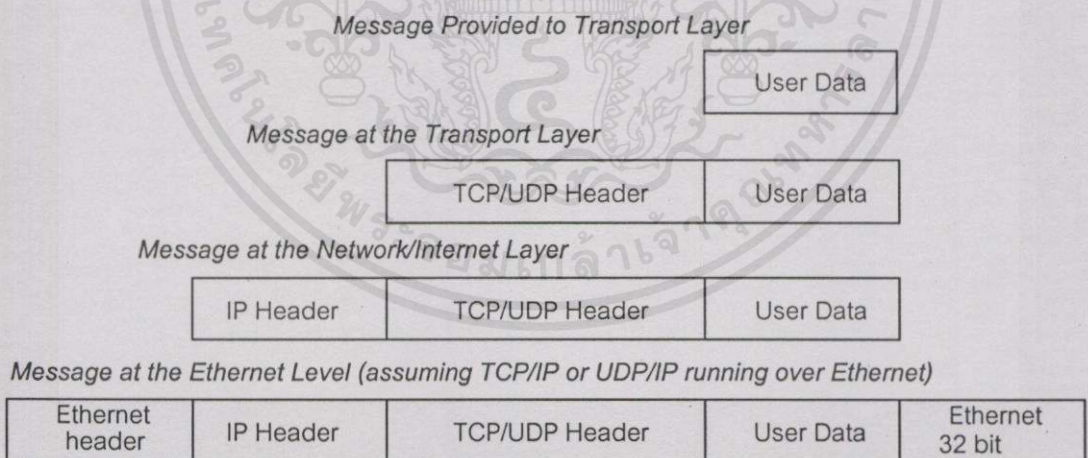 Message Provided to Transport Layer
User Data
Message at the Transport Layer
TCP/UDP Header
User Data
Message at the Network/Internet Layer
IP Header
TCP/UDP Header
User Data
Message at the Ethernet Level (assuming TCP/IP or UDP/IP running over Ethernet)
Ethernet
header
IP Header
TCP/UDP Header
User Data
Ethernet
32 bit